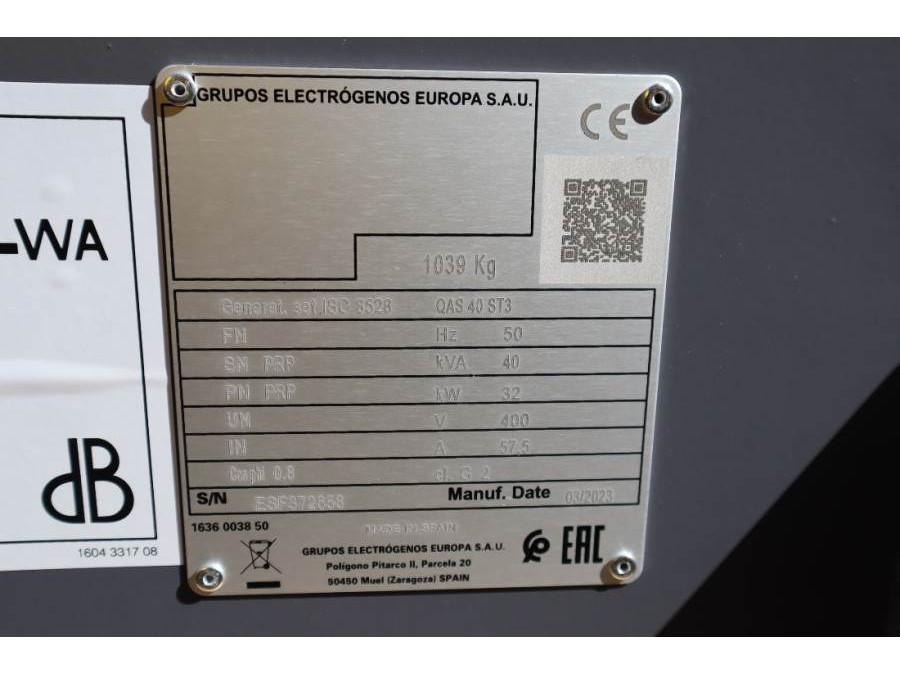 GRUPOS ELECTRÓGENOS EUROPA S.A.U.
CE
1039 Kg
Generat. set ISO 8528 QAS 40 ST3
FN Hz 50
SN PRP kVA 40
PN PRP kW 32
UN V 400
IN A 57,5
Cosphi 0.8 cl. G 2
S/N ESF372858 Manuf. Date 03/2023
1636 0038 50
MADE IN SPAIN
GRUPOS ELECTRÓGENOS EUROPA S.A.U.
Polígono Pitarco II, Parcela 20
50450 Muel (Zaragoza) SPAIN
EAC
WA
dB
1604 3317 08